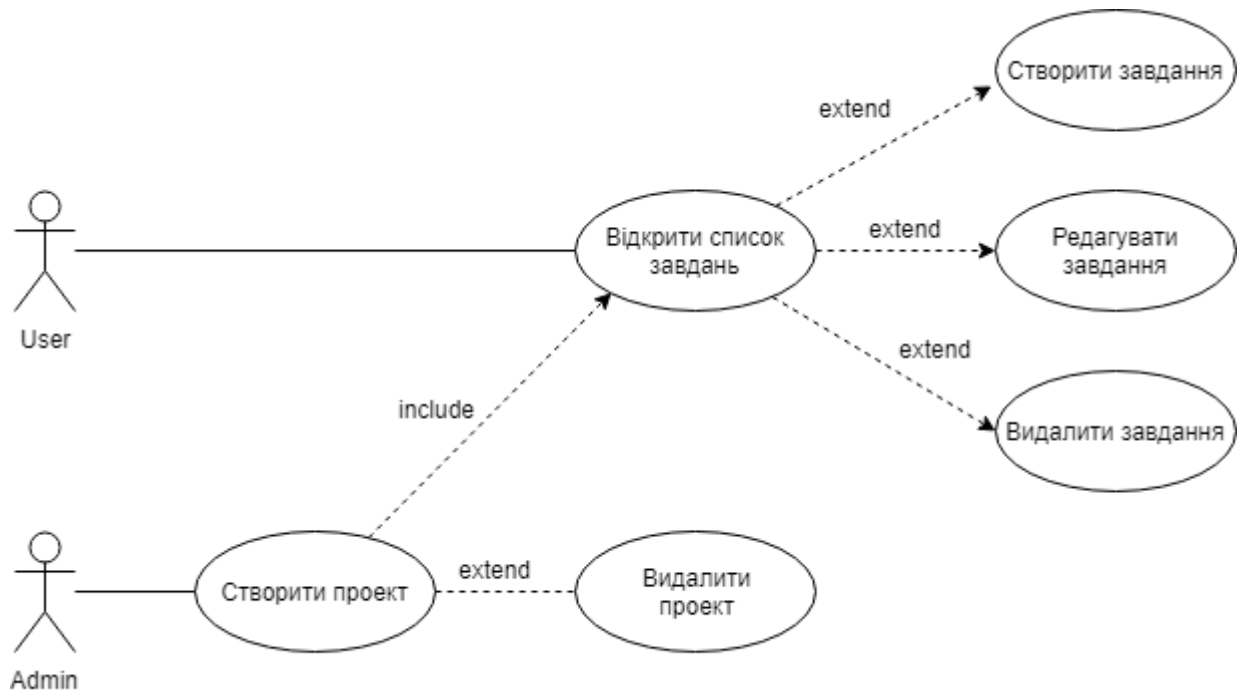 Створити завдання
extend
Відкрити список
завдань
extend
Редагувати
завдання
User
extend
include
Видалити завдання
Створити проект
extend
Видалити
проект
Admin